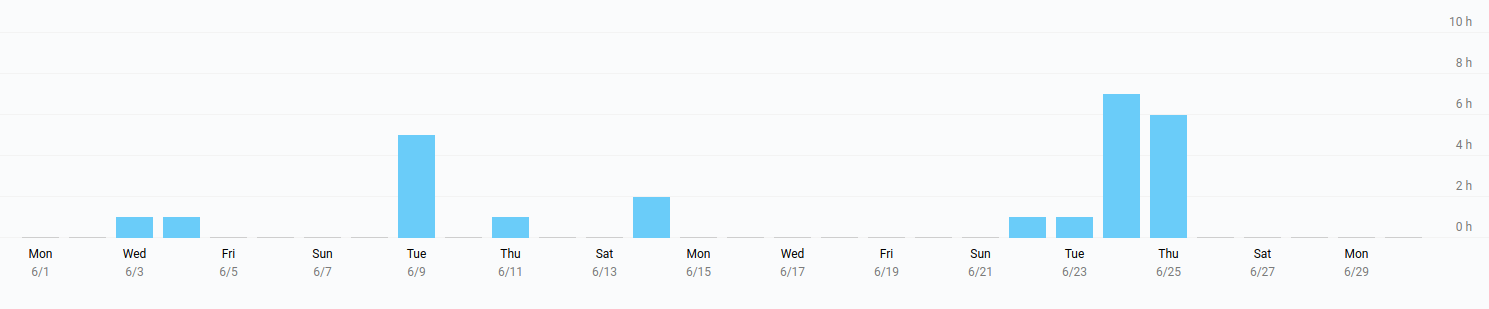 10 h
8 h
6 h
4 h
2 h
0 h
Mon Wed Fri Sun Tue Thu Sat Mon Wed Fri Sun Tue Thu Sat Mon
6/1 6/3 6/5 6/7 6/9 6/11 6/13 6/15 6/17 6/19 6/21 6/23 6/25 6/27 6/29